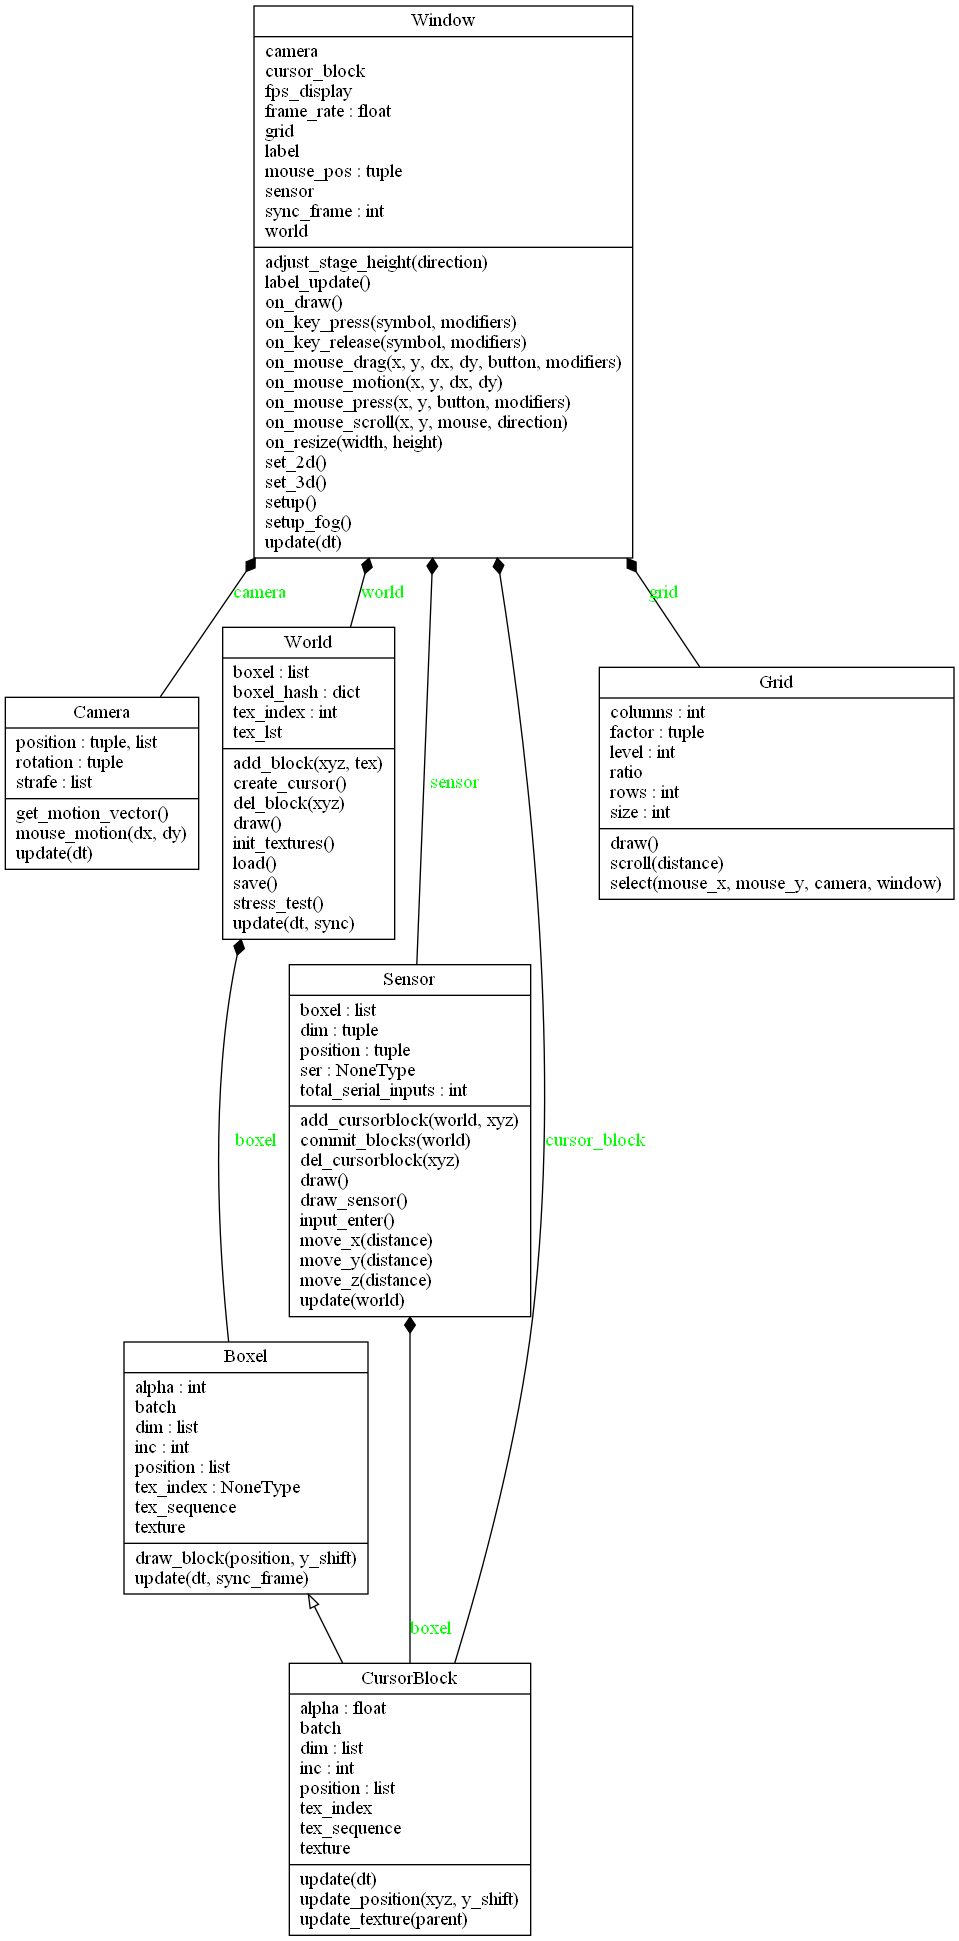 Window
camera
cursor_block
fps_display
frame_rate : float
grid
label
mouse_pos : tuple
sensor
sync_frame : int
world
adjust_stage_height(direction)
label_update()
on_draw()
on_key_press(symbol, modifiers)
on_key_release(symbol, modifiers)
on_mouse_drag(x, y, dx, dy, button, modifiers)
on_mouse_motion(x, y, dx, dy)
on_mouse_press(x, y, button, modifiers)
on_mouse_scroll(x, y, mouse, direction)
on_resize(width, height)
set_2d()
set_3d()
setup()
setup_fog()
update(dt)
camera
world
grid
Camera
position : tuple, list
rotation : tuple
strafe : list
get_motion_vector()
mouse_motion(dx, dy)
update(dt)
World
boxel : list
boxel_hash : dict
tex_index : int
tex_lst
add_block(xyz, tex)
create_cursor()
del_block(xyz)
draw()
init_textures()
load()
save()
stress_test()
update(dt, sync)
sensor
Grid
columns : int
factor : tuple
level : int
ratio
rows : int
size : int
draw()
scroll(distance)
select(mouse_x, mouse_y, camera, window)
Sensor
boxel : list
dim : tuple
position : tuple
ser : NoneType
total_serial_inputs : int
add_cursorblock(world, xyz)
commit_blocks(world)
del_cursorblock(xyz)
draw()
draw_sensor()
input_enter()
move_x(distance)
move_y(distance)
move_z(distance)
update(world)
boxel
cursor_block
Boxel
alpha : int
batch
dim : list
inc : int
position : list
tex_index : NoneType
tex_sequence
texture
draw_block(position, y_shift)
update(dt, sync_frame)
boxel
CursorBlock
alpha : float
batch
dim : list
inc : int
position : list
tex_index
tex_sequence
texture
update(dt)
update_position(xyz, y_shift)
update_texture(parent)